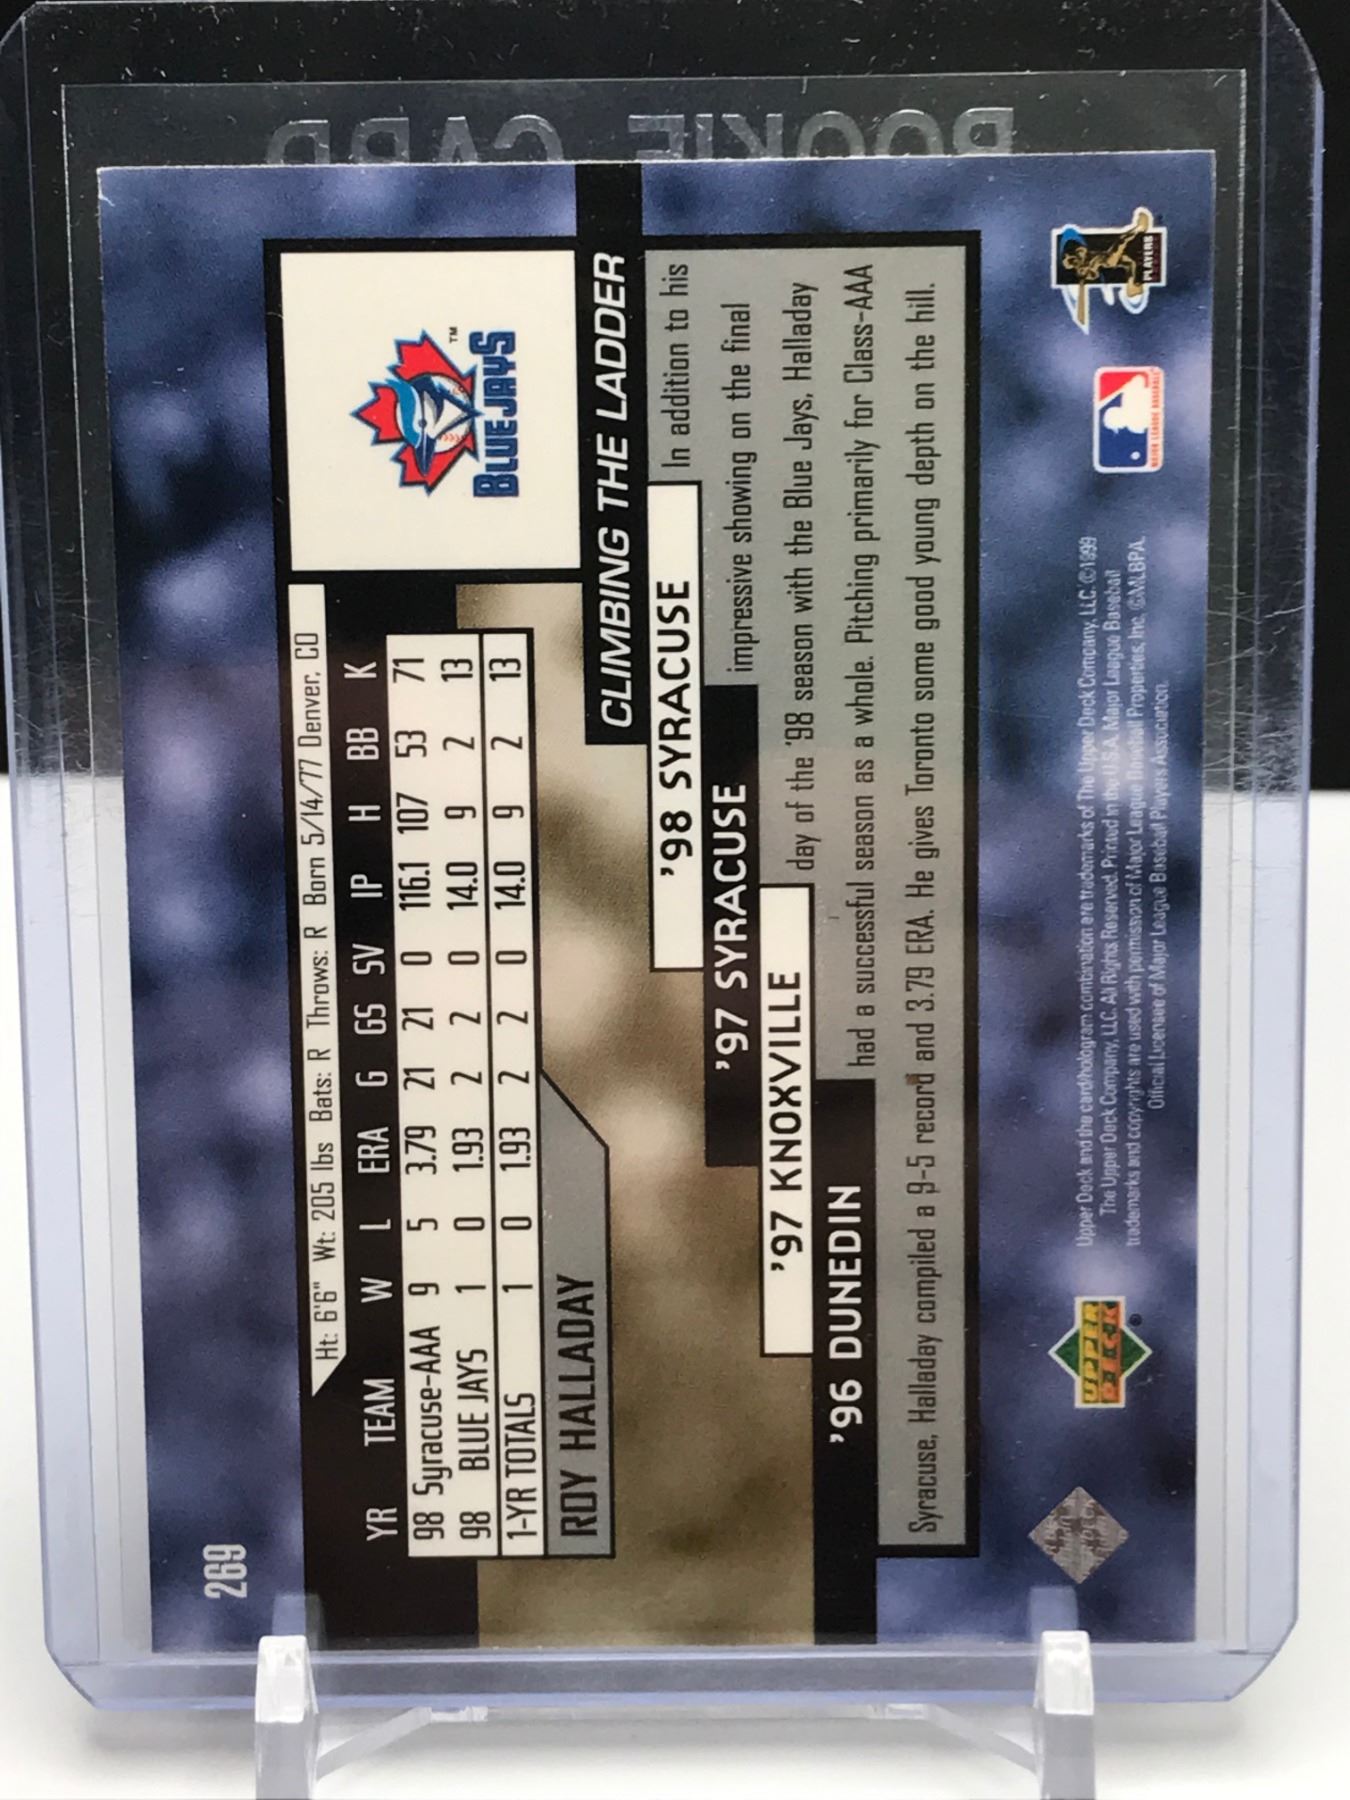 ROOKIE CARD
269
BLUE JAYS
TM
Ht: 6'6" Wt: 205 lbs Bats: R Throws: R Born 5/14/77 Denver, CO
YR TEAM W L ERA G GS SV IP H BB K
98 Syracuse-AAA 9 5 3.79 21 21 0 116.1 107 53 71
98 BLUE JAYS 1 0 1.93 2 2 0 14.0 9 2 13
1-YR TOTALS 1 0 1.93 2 2 0 14.0 9 2 13
ROY HALLADAY
CLIMBING THE LADDER
'98 SYRACUSE
'97 SYRACUSE
'97 KNOXVILLE
'96 DUNEDIN
In addition to his
impressive showing on the final
day of the '98 season with the Blue Jays, Halladay
had a successful season as a whole. Pitching primarily for Class-AAA
Syracuse, Halladay compiled a 9-5 record and 3.79 ERA. He gives Toronto some good young depth on the hill.
UPPER
DECK
®
Upper Deck and the card/hologram combination are trademarks of The Upper Deck Company, LLC. ©1999
The Upper Deck Company, LLC. All Rights Reserved. Printed in the U.S.A. Major League Baseball
trademarks and copyrights are used with permission of Major League Baseball Properties, Inc. ©MLBPA.
Official Licensee of Major League Baseball Players Association.
MAJOR LEAGUE BASEBALL
PLAYERS